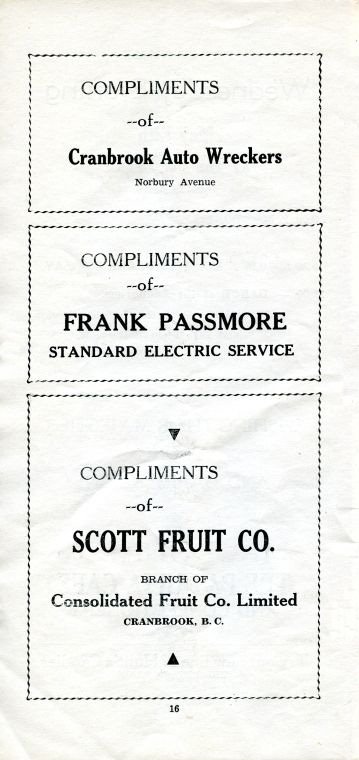 COMPLIMENTS
--of--
Cranbrook Auto Wreckers
Norbury Avenue
COMPLIMENTS
--of--
FRANK PASSMORE
STANDARD ELECTRIC SERVICE
COMPLIMENTS
--of--
SCOTT FRUIT CO.
BRANCH OF
Consolidated Fruit Co. Limited
CRANBROOK, B. C.
16